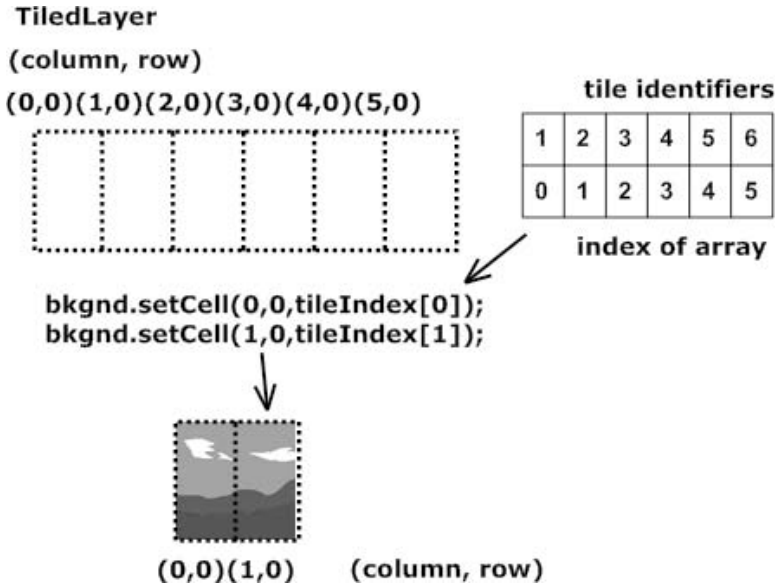 TiledLayer
(column, row)
(0,0)(1,0)(2,0)(3,0)(4,0)(5,0)
tile identifiers
1 2 3 4 5 6
0 1 2 3 4 5
index of array
bkgnd.setCell(0,0,tileIndex[0]);
bkgnd.setCell(1,0,tileIndex[1]);
(0,0)(1,0) (column, row)